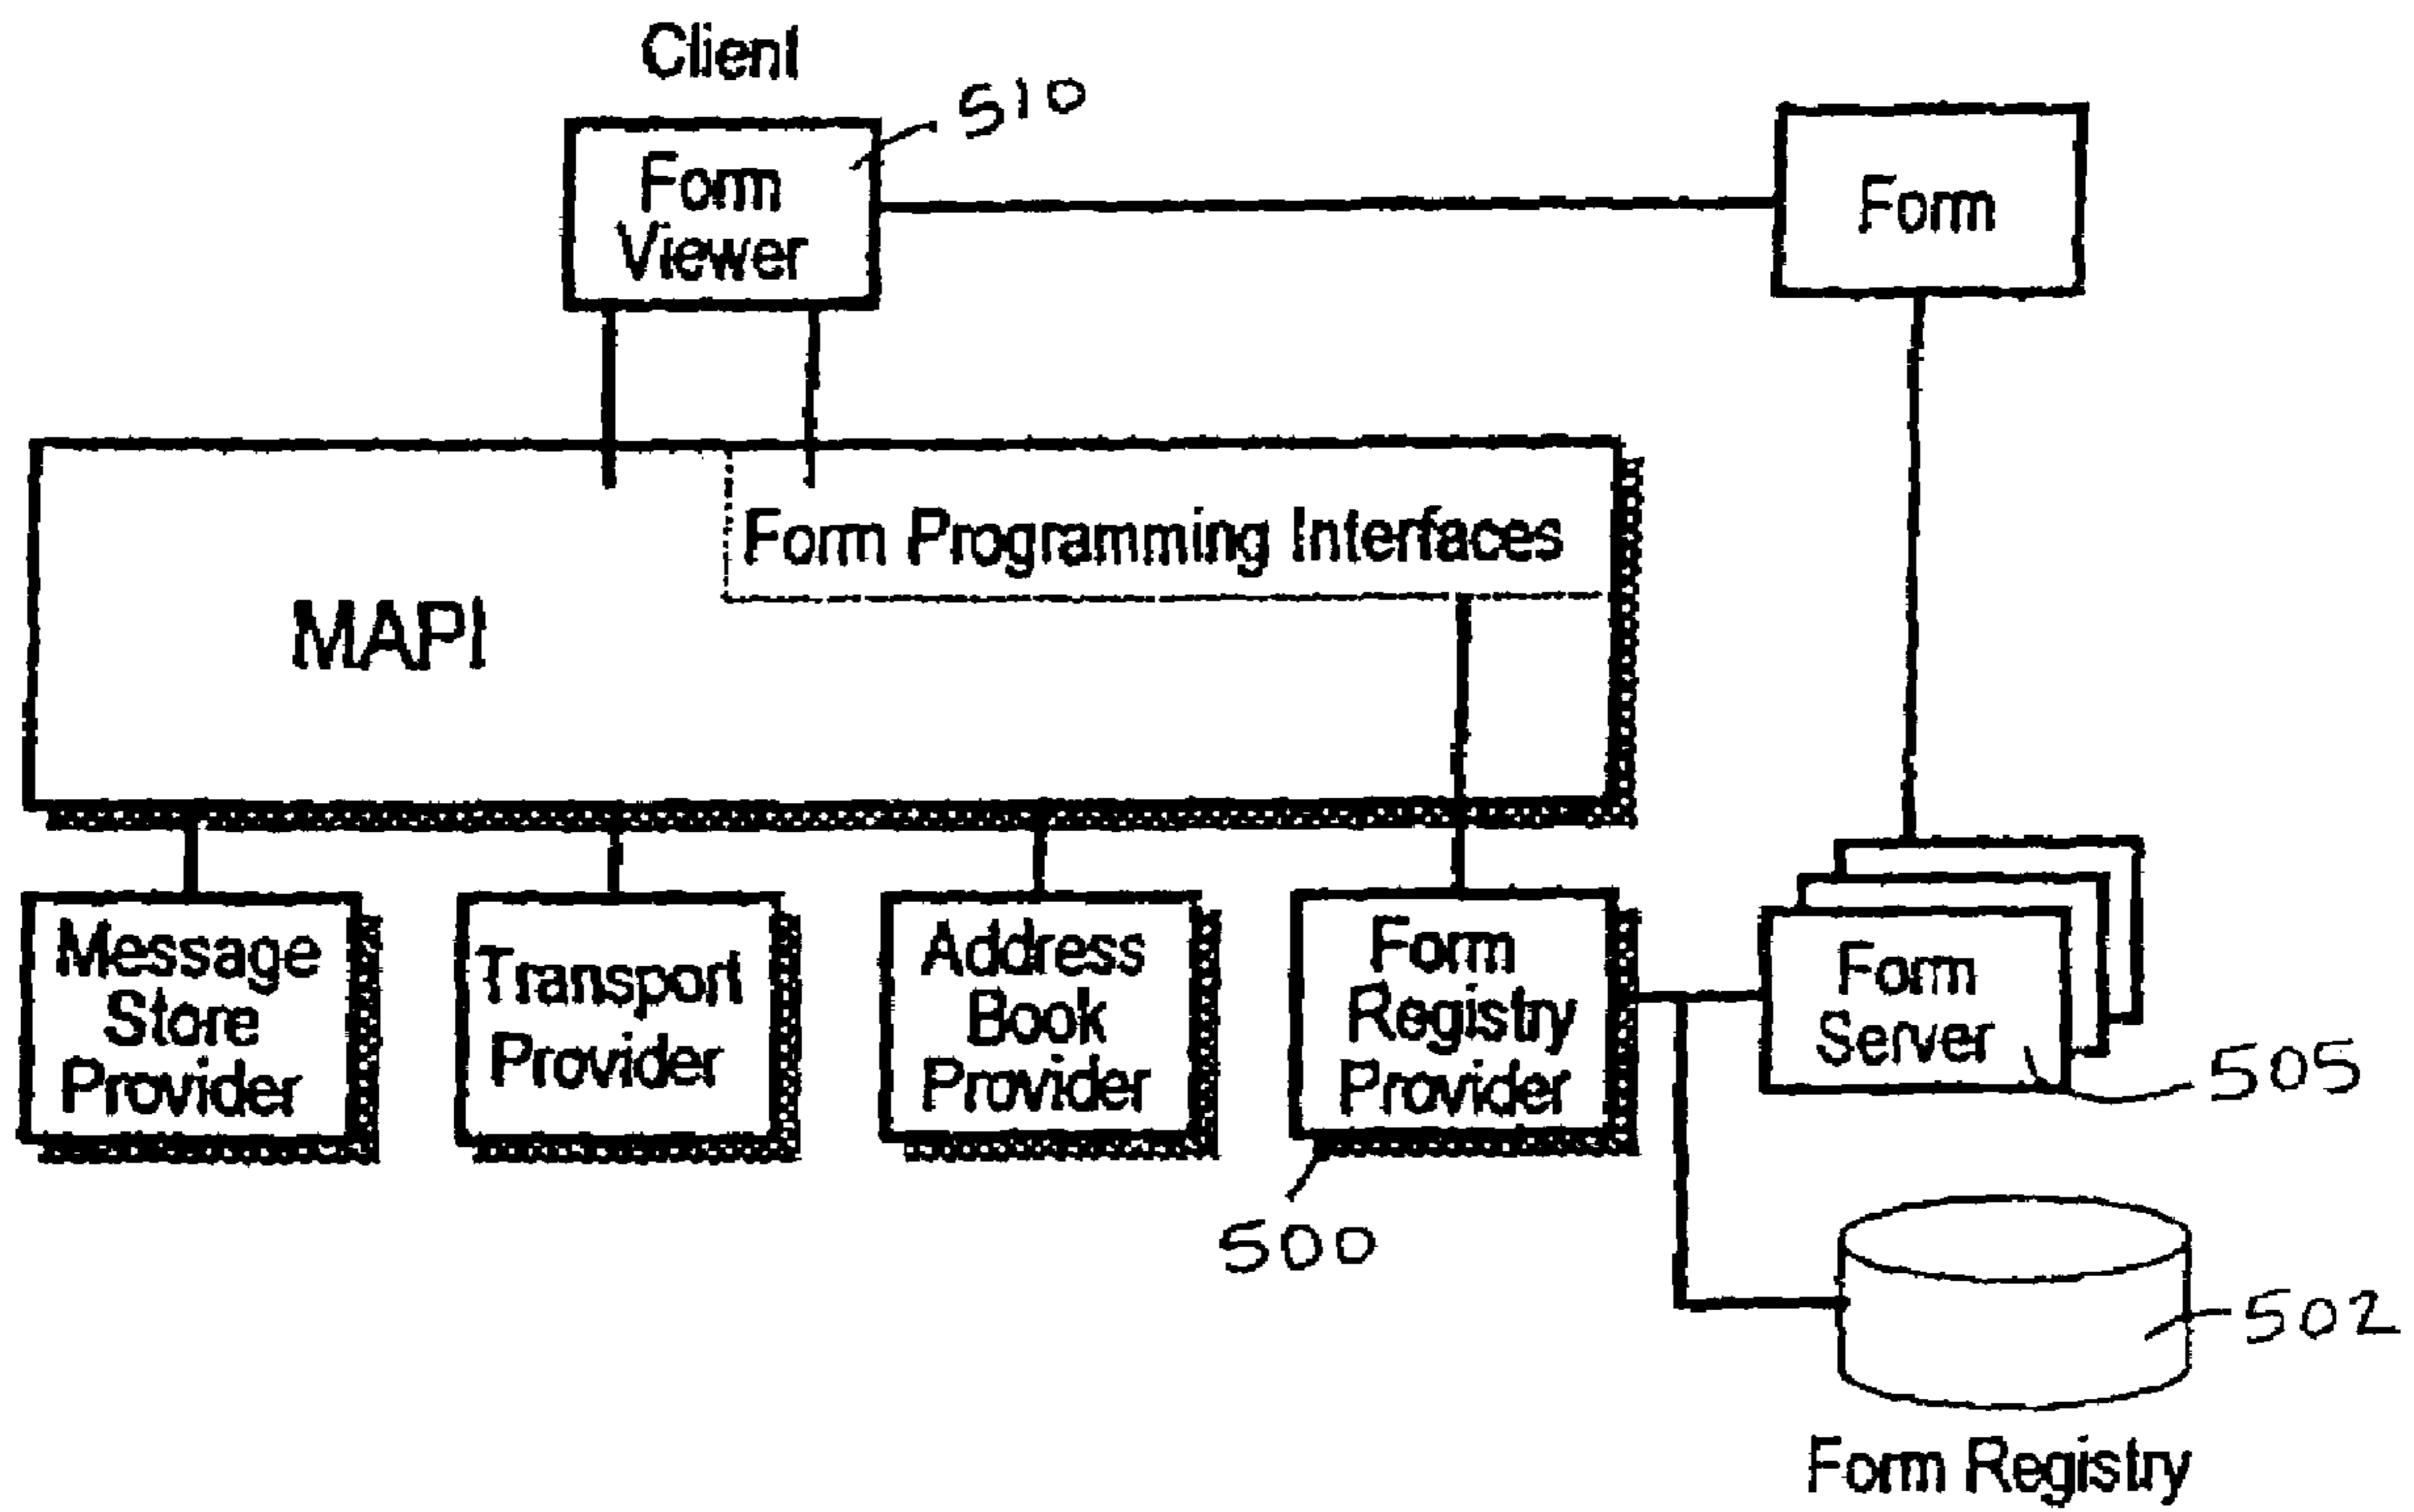 Client
510
Form
Viewer
Form
Form Programming Interfaces
MAPI
Message
Store
Provider
Transport
Provider
Address
Book
Provider
Form
Registry
Provider
Form
Server
505
500
502
Form Registry